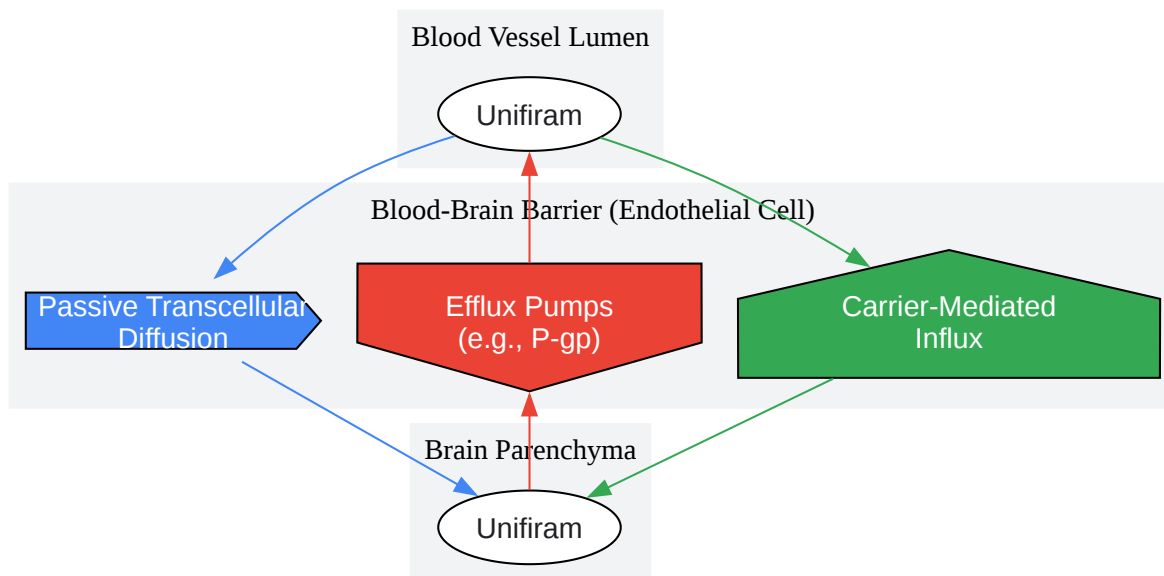 Blood Vessel Lumen
Unifiram
Blood-Brain Barrier (Endothelial Cell)
Passive Transcellular
Diffusion
Efflux Pumps
(e.g., P-gp)
Carrier-Mediated
Influx
Brain Parenchyma
Unifiram